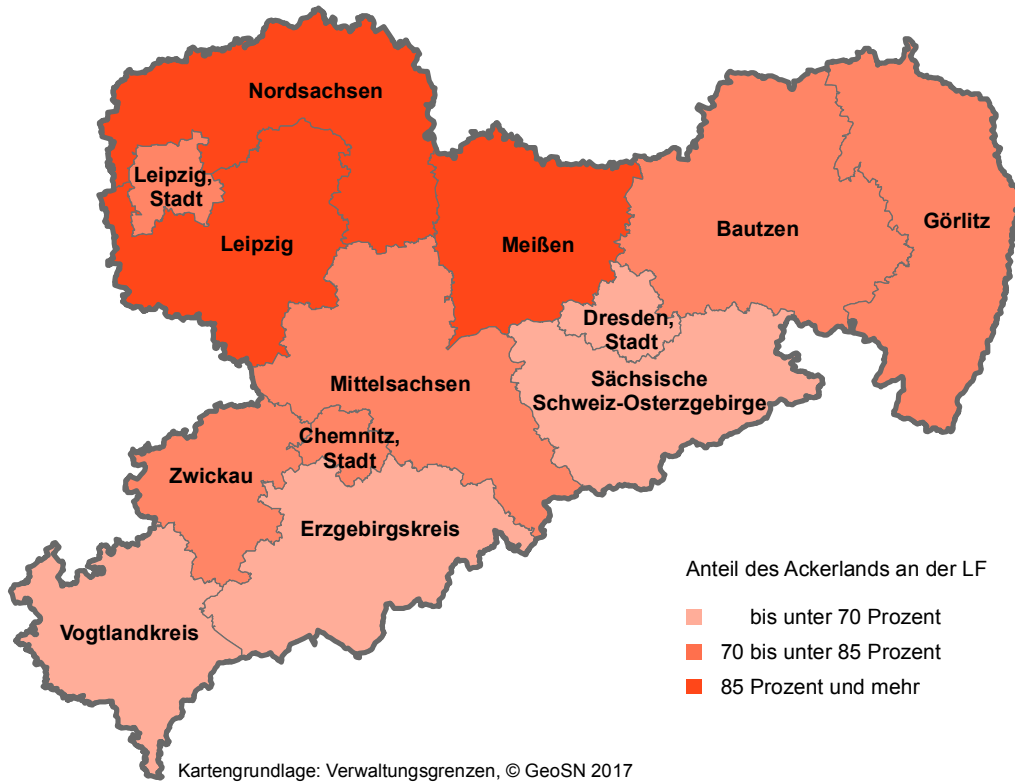 Nordsachsen
Leipzig,
Stadt
Leipzig
Meißen
Bautzen
Görlitz
Dresden,
Stadt
Mittelsachsen
Sächsische
Schweiz-Osterzgebirge
Chemnitz,
Stadt
Zwickau
Erzgebirgskreis
Vogtlandkreis
Anteil des Ackerlands an der LF
bis unter 70 Prozent
70 bis unter 85 Prozent
85 Prozent und mehr
Kartengrundlage: Verwaltungsgrenzen, © GeoSN 2017